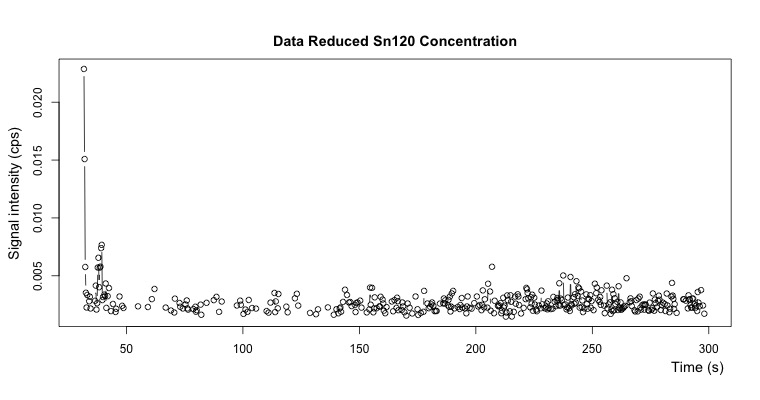 Data Reduced Sn120 Concentration
Signal intensity (cps)
0.020
0.015
0.010
0.005
50 100 150 200 250 300
Time (s)